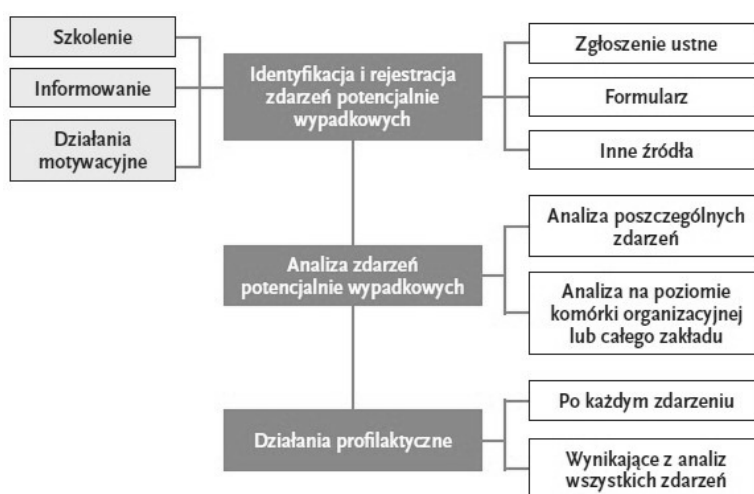 Szkolenie
Informowanie
Działania
motywacyjne
Identyfikacja i rejestracja
zdarzeń potencjalnie
wypadkowych
Zgłoszenie ustne
Formularz
Inne źródła
Analiza zdarzeń
potencjalnie wypadkowych
Analiza poszczególnych
zdarzeń
Analiza na poziomie
komórki organizacyjnej
lub całego zakładu
Działania profilaktyczne
Po każdym zdarzeniu
Wynikające z analiz
wszystkich zdarzeń